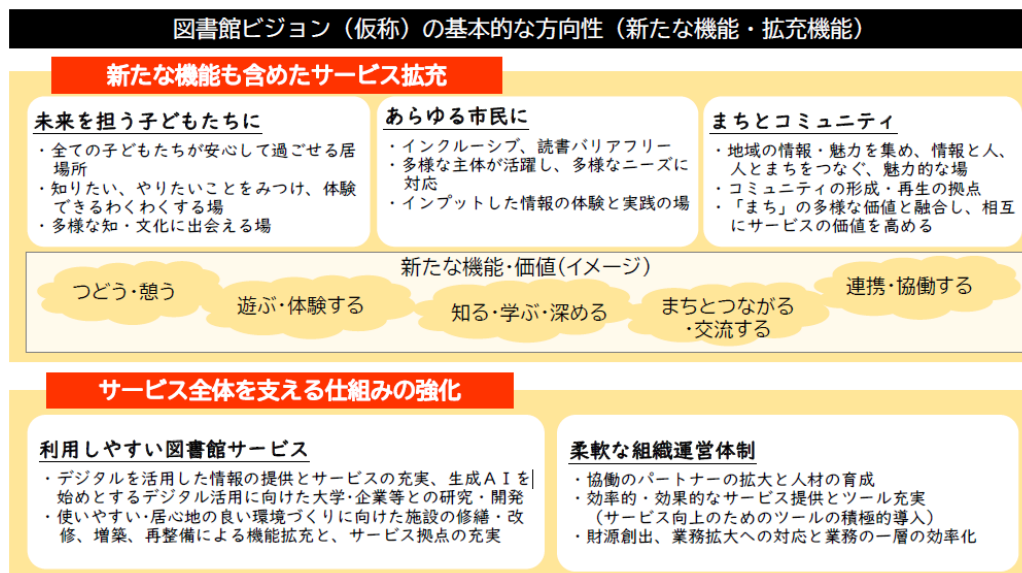 図書館ビジョン（仮称）の基本的な方向性（新たな機能・拡充機能）
新たな機能も含めたサービス拡充
未来を担う子どもたちに
・全ての子どもたちが安心して過ごせる居
場所
・知りたい、やりたいことをみつけ、体験
できるわくわくする場
・多様な知・文化に出会える場
あらゆる市民に
・インクルーシブ、読書バリアフリー
・多様な主体が活躍し、多様なニーズに
対応
・インプットした情報の体験と実践の場
まちとコミュニティ
・地域の情報・魅力を集め、情報と人、
人とまちをつなぐ、魅力的な場
・コミュニティの形成・再生の拠点
・「まち」の多様な価値と融合し、相互
にサービスの価値を高める
新たな機能・価値(イメージ)
つどう・憩う
遊ぶ・体験する
知る・学ぶ・深める
まちとつながる
・交流する
連携・協働する
サービス全体を支える仕組みの強化
利用しやすい図書館サービス
・デジタルを活用した情報の提供とサービスの充実、生成ＡＩを
始めとするデジタル活用に向けた大学・企業等との研究・開発
・使いやすい・居心地の良い環境づくりに向けた施設の修繕・改
修、増築、再整備による機能拡充と、サービス拠点の充実
柔軟な組織運営体制
・協働のパートナーの拡大と人材の育成
・効率的・効果的なサービス提供とツール充実
（サービス向上のためのツールの積極的導入）
・財源創出、業務拡大への対応と業務の一層の効率化